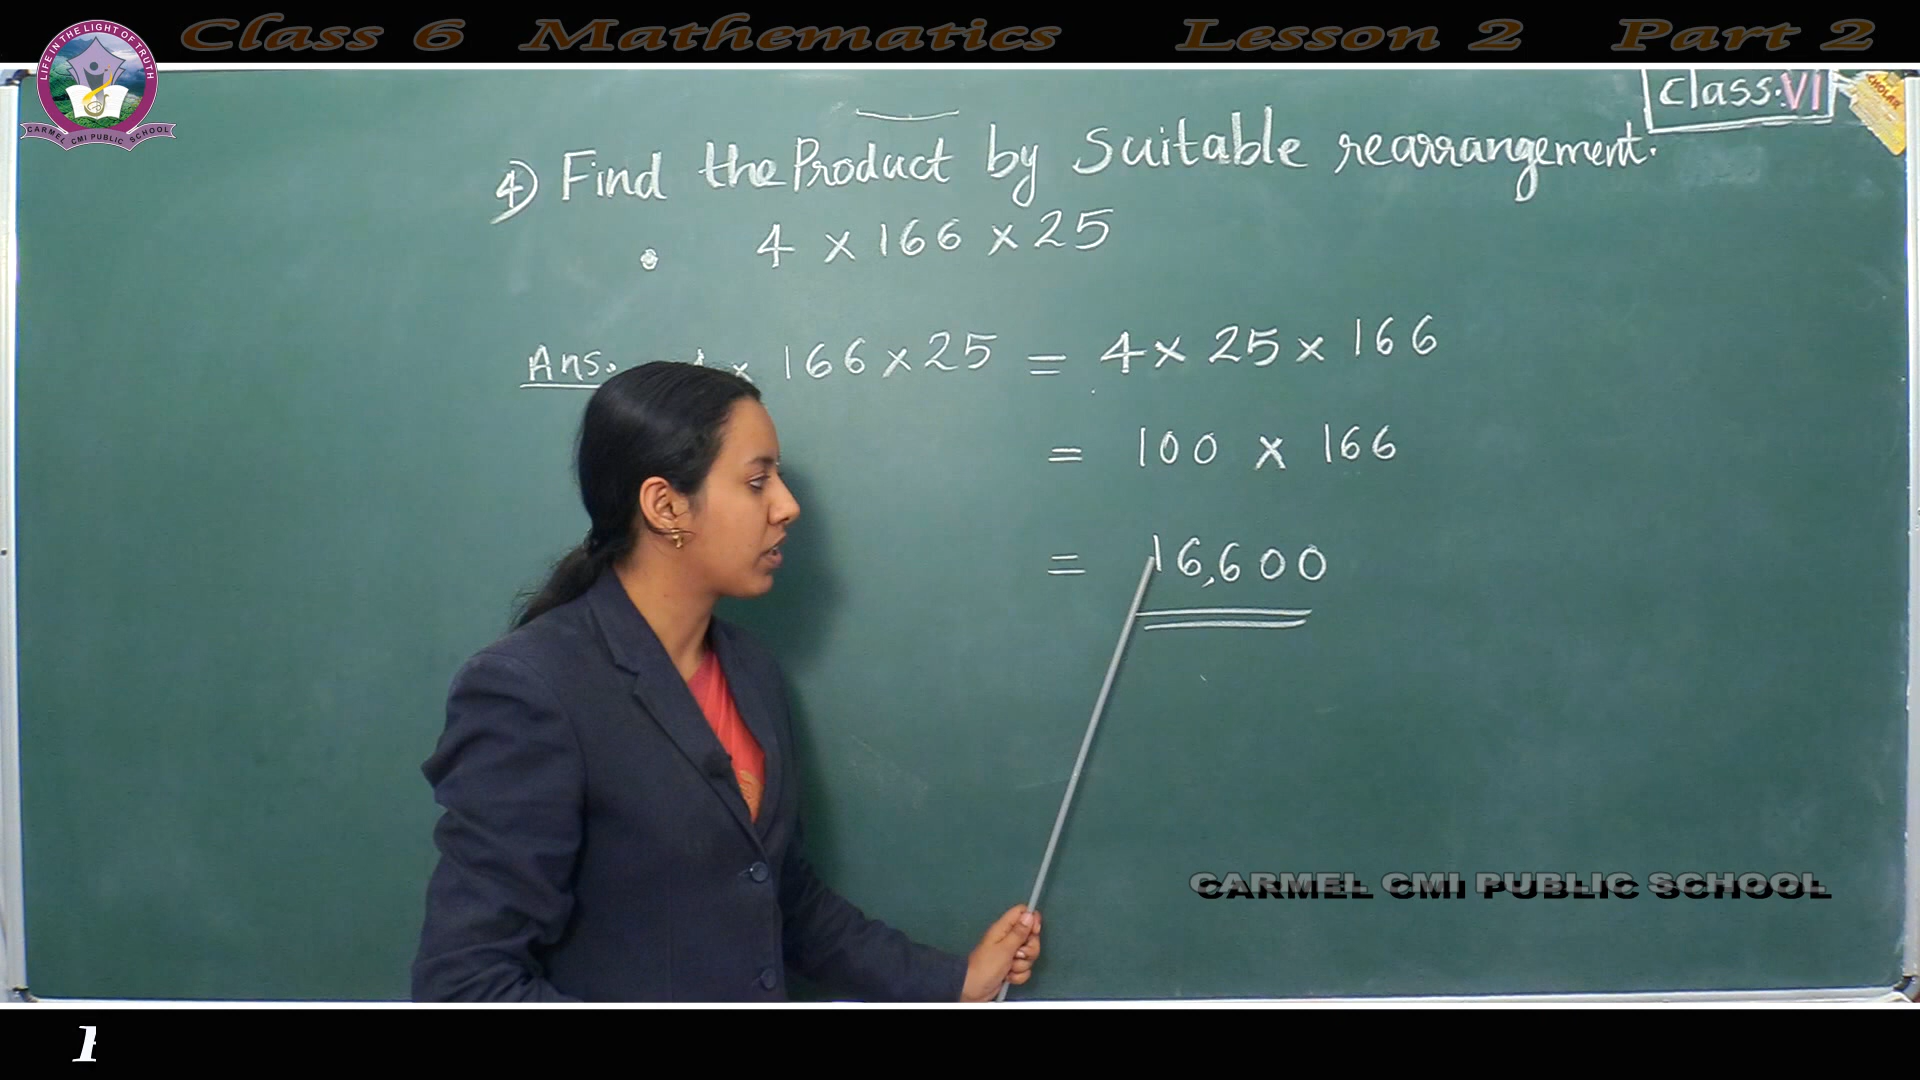 Class 6 Mathematics Lesson 2 Part 2
LIFE IN THE LIGHT OF TRUTH
CARMEL CMI PUBLIC SCHOOL
Class:VI
4) Find the Product by Suitable rearrangement.
4 × 166 × 25
Ans. × 166 × 25 = 4 × 25 × 166
= 100 × 166
= 16,600
CARMEL CMI PUBLIC SCHOOL